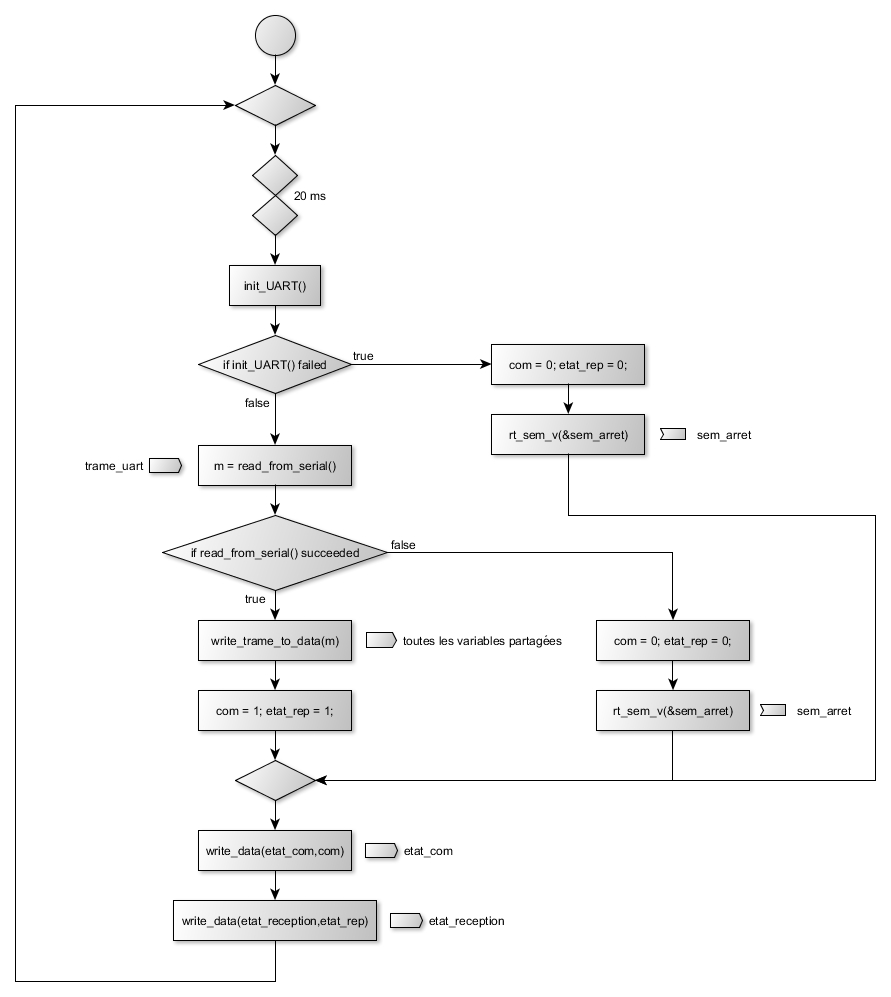 20 ms
init_UART()
if init_UART() failed
true
com = 0; etat_rep = 0;
false
rt_sem_v(&sem_arret)
sem_arret
trame_uart
m = read_from_serial()
if read_from_serial() succeeded
false
true
write_trame_to_data(m)
toutes les variables partagées
com = 0; etat_rep = 0;
com = 1; etat_rep = 1;
rt_sem_v(&sem_arret)
sem_arret
write_data(etat_com,com)
etat_com
write_data(etat_reception,etat_rep)
etat_reception